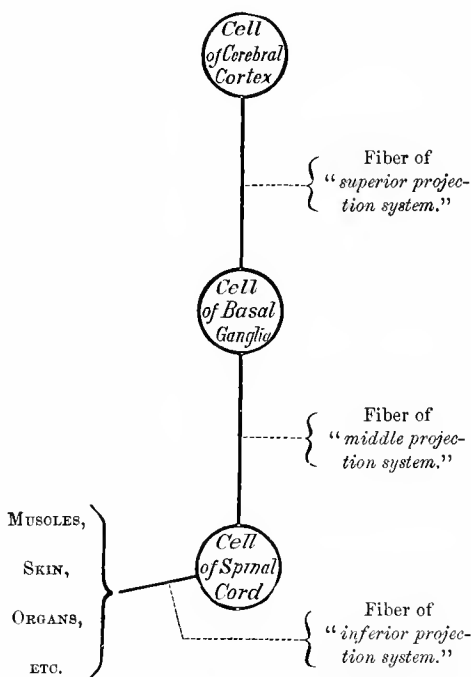 Cell
of Cerebral
Cortex
Fiber of
"superior projec-
tion system."
Cell
of Basal
Ganglia
Fiber of
"middle projec-
tion system."
MUSCLES,
SKIN,
ORGANS,
ETC.
Cell
of Spinal
Cord
Fiber of
"inferior projec-
tion system."